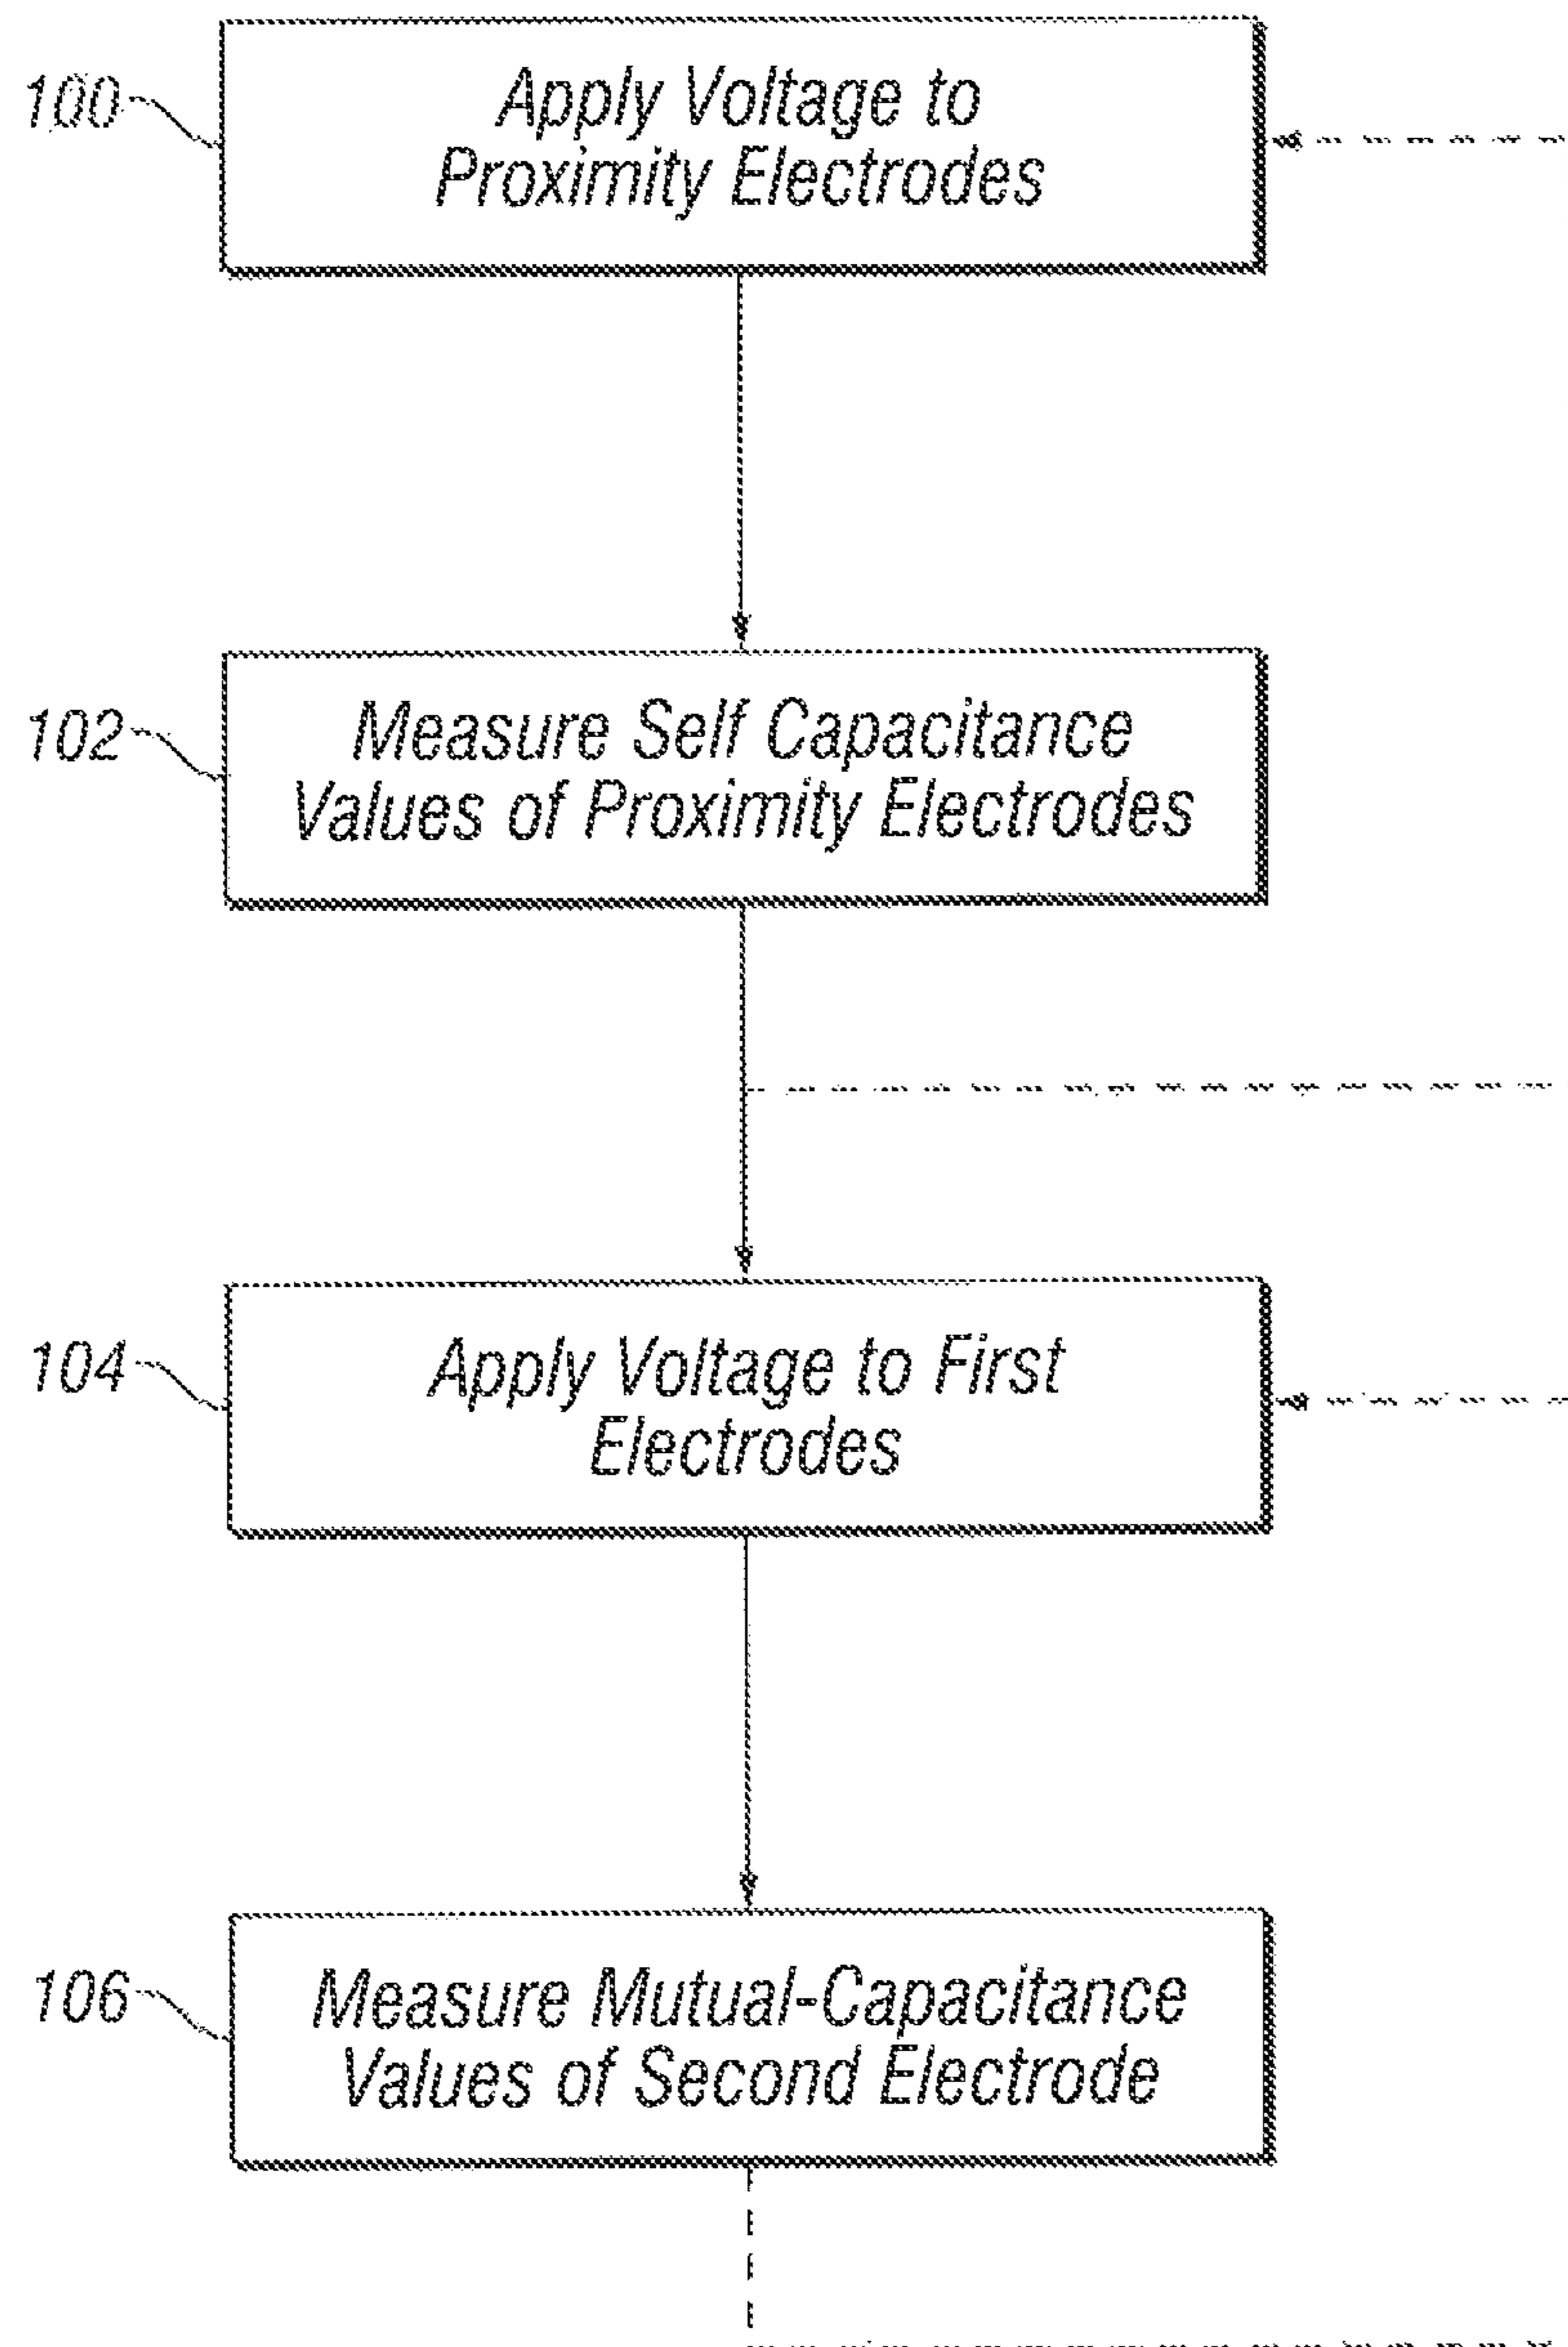 100
Apply Voltage to
Proximity Electrodes
102
Measure Self Capacitance
Values of Proximity Electrodes
104
Apply Voltage to First
Electrodes
106
Measure Mutual-Capacitance
Values of Second Electrode